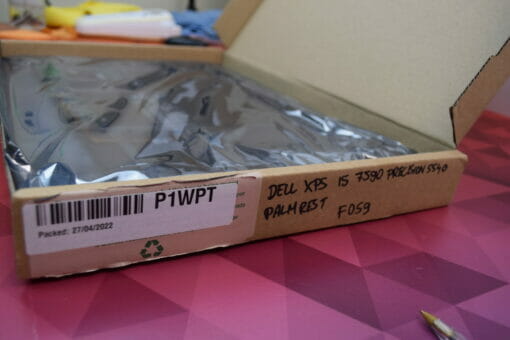 P1WPT
Packed: 27/04/2022
DELL XPS 15 7590 PRECISION 5540
PALMREST F059